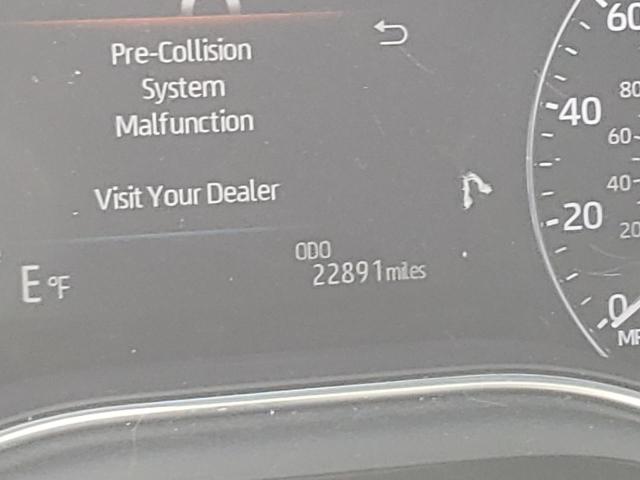 Pre-Collision
System
Malfunction
Visit Your Dealer
E °F
ODO
22891 miles
60
80
40
60
40
20
20
0